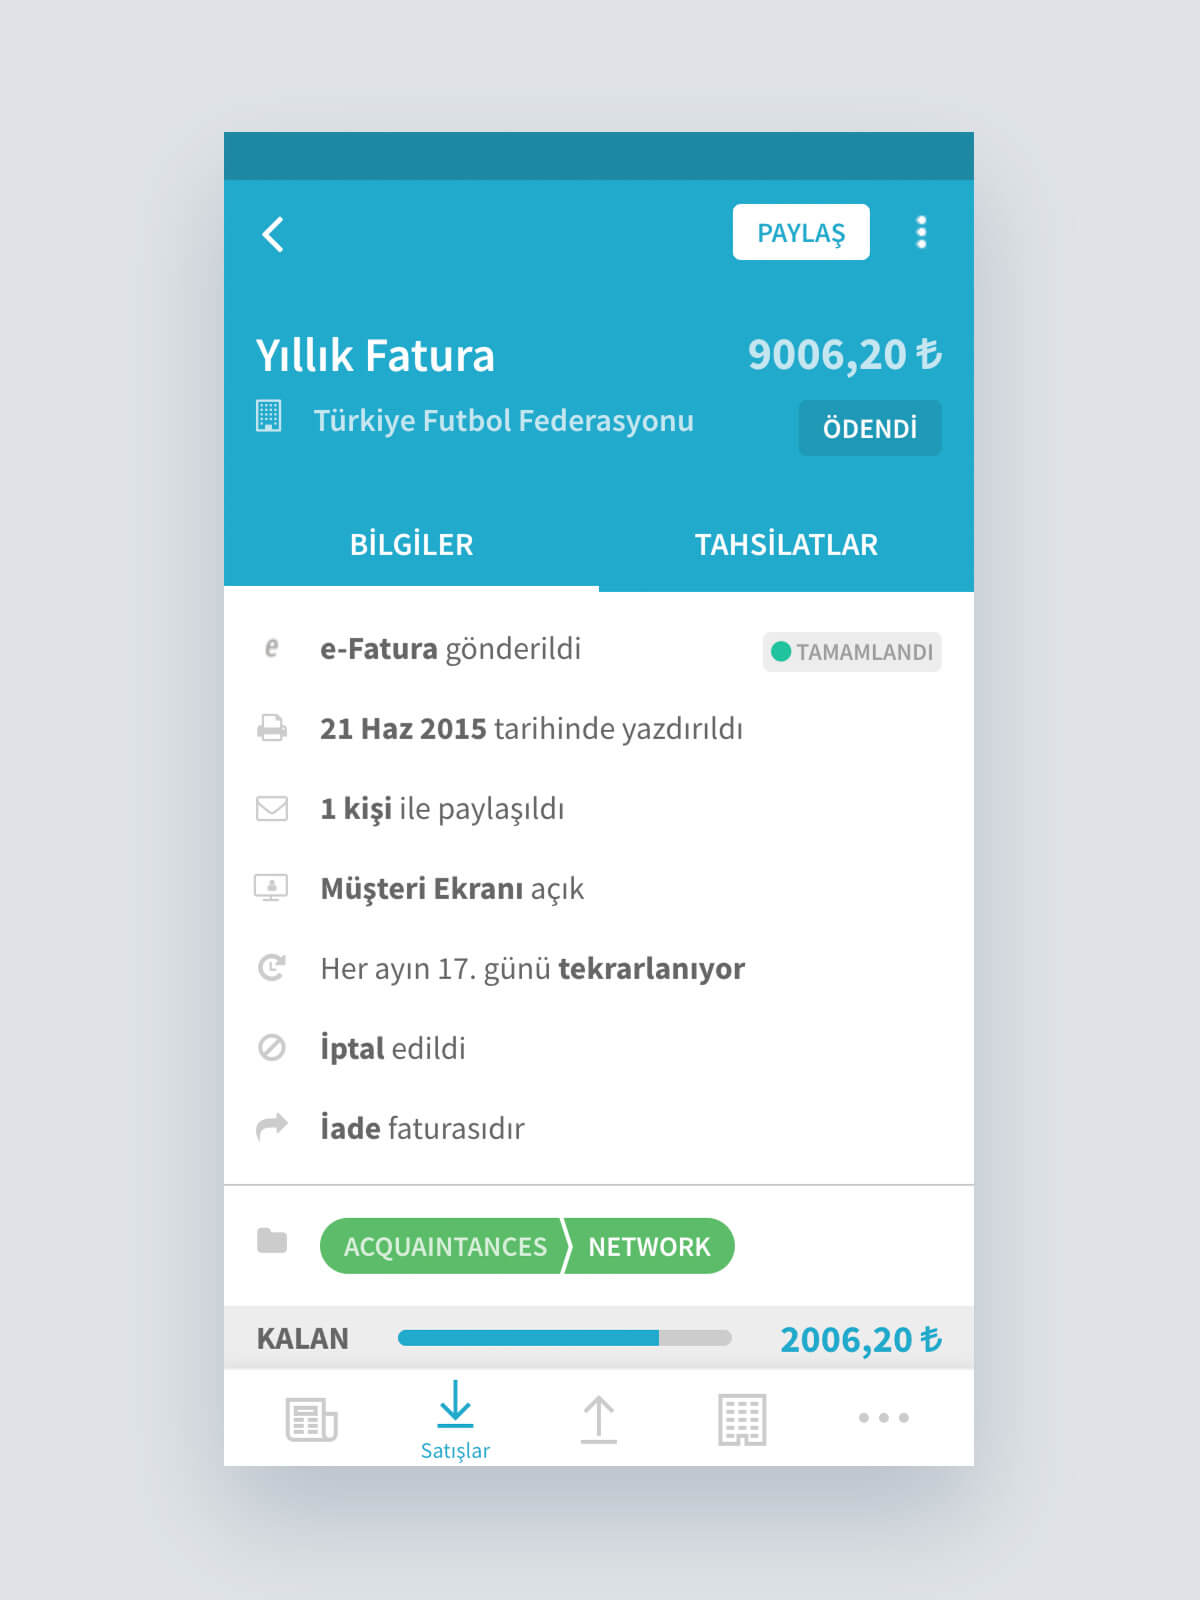 PAYLAŞ
Yıllık Fatura
9006,20 ₺
Türkiye Futbol Federasyonu
ÖDENDİ
BİLGİLER
TAHSİLATLAR
e e-Fatura gönderildi
TAMAMLANDI
21 Haz 2015 tarihinde yazdırıldı
1 kişi ile paylaşıldı
Müşteri Ekranı açık
Her ayın 17. günü tekrarlanıyor
İptal edildi
İade faturasıdır
ACQUAINTANCES
NETWORK
KALAN
2006,20 ₺
Satışlar